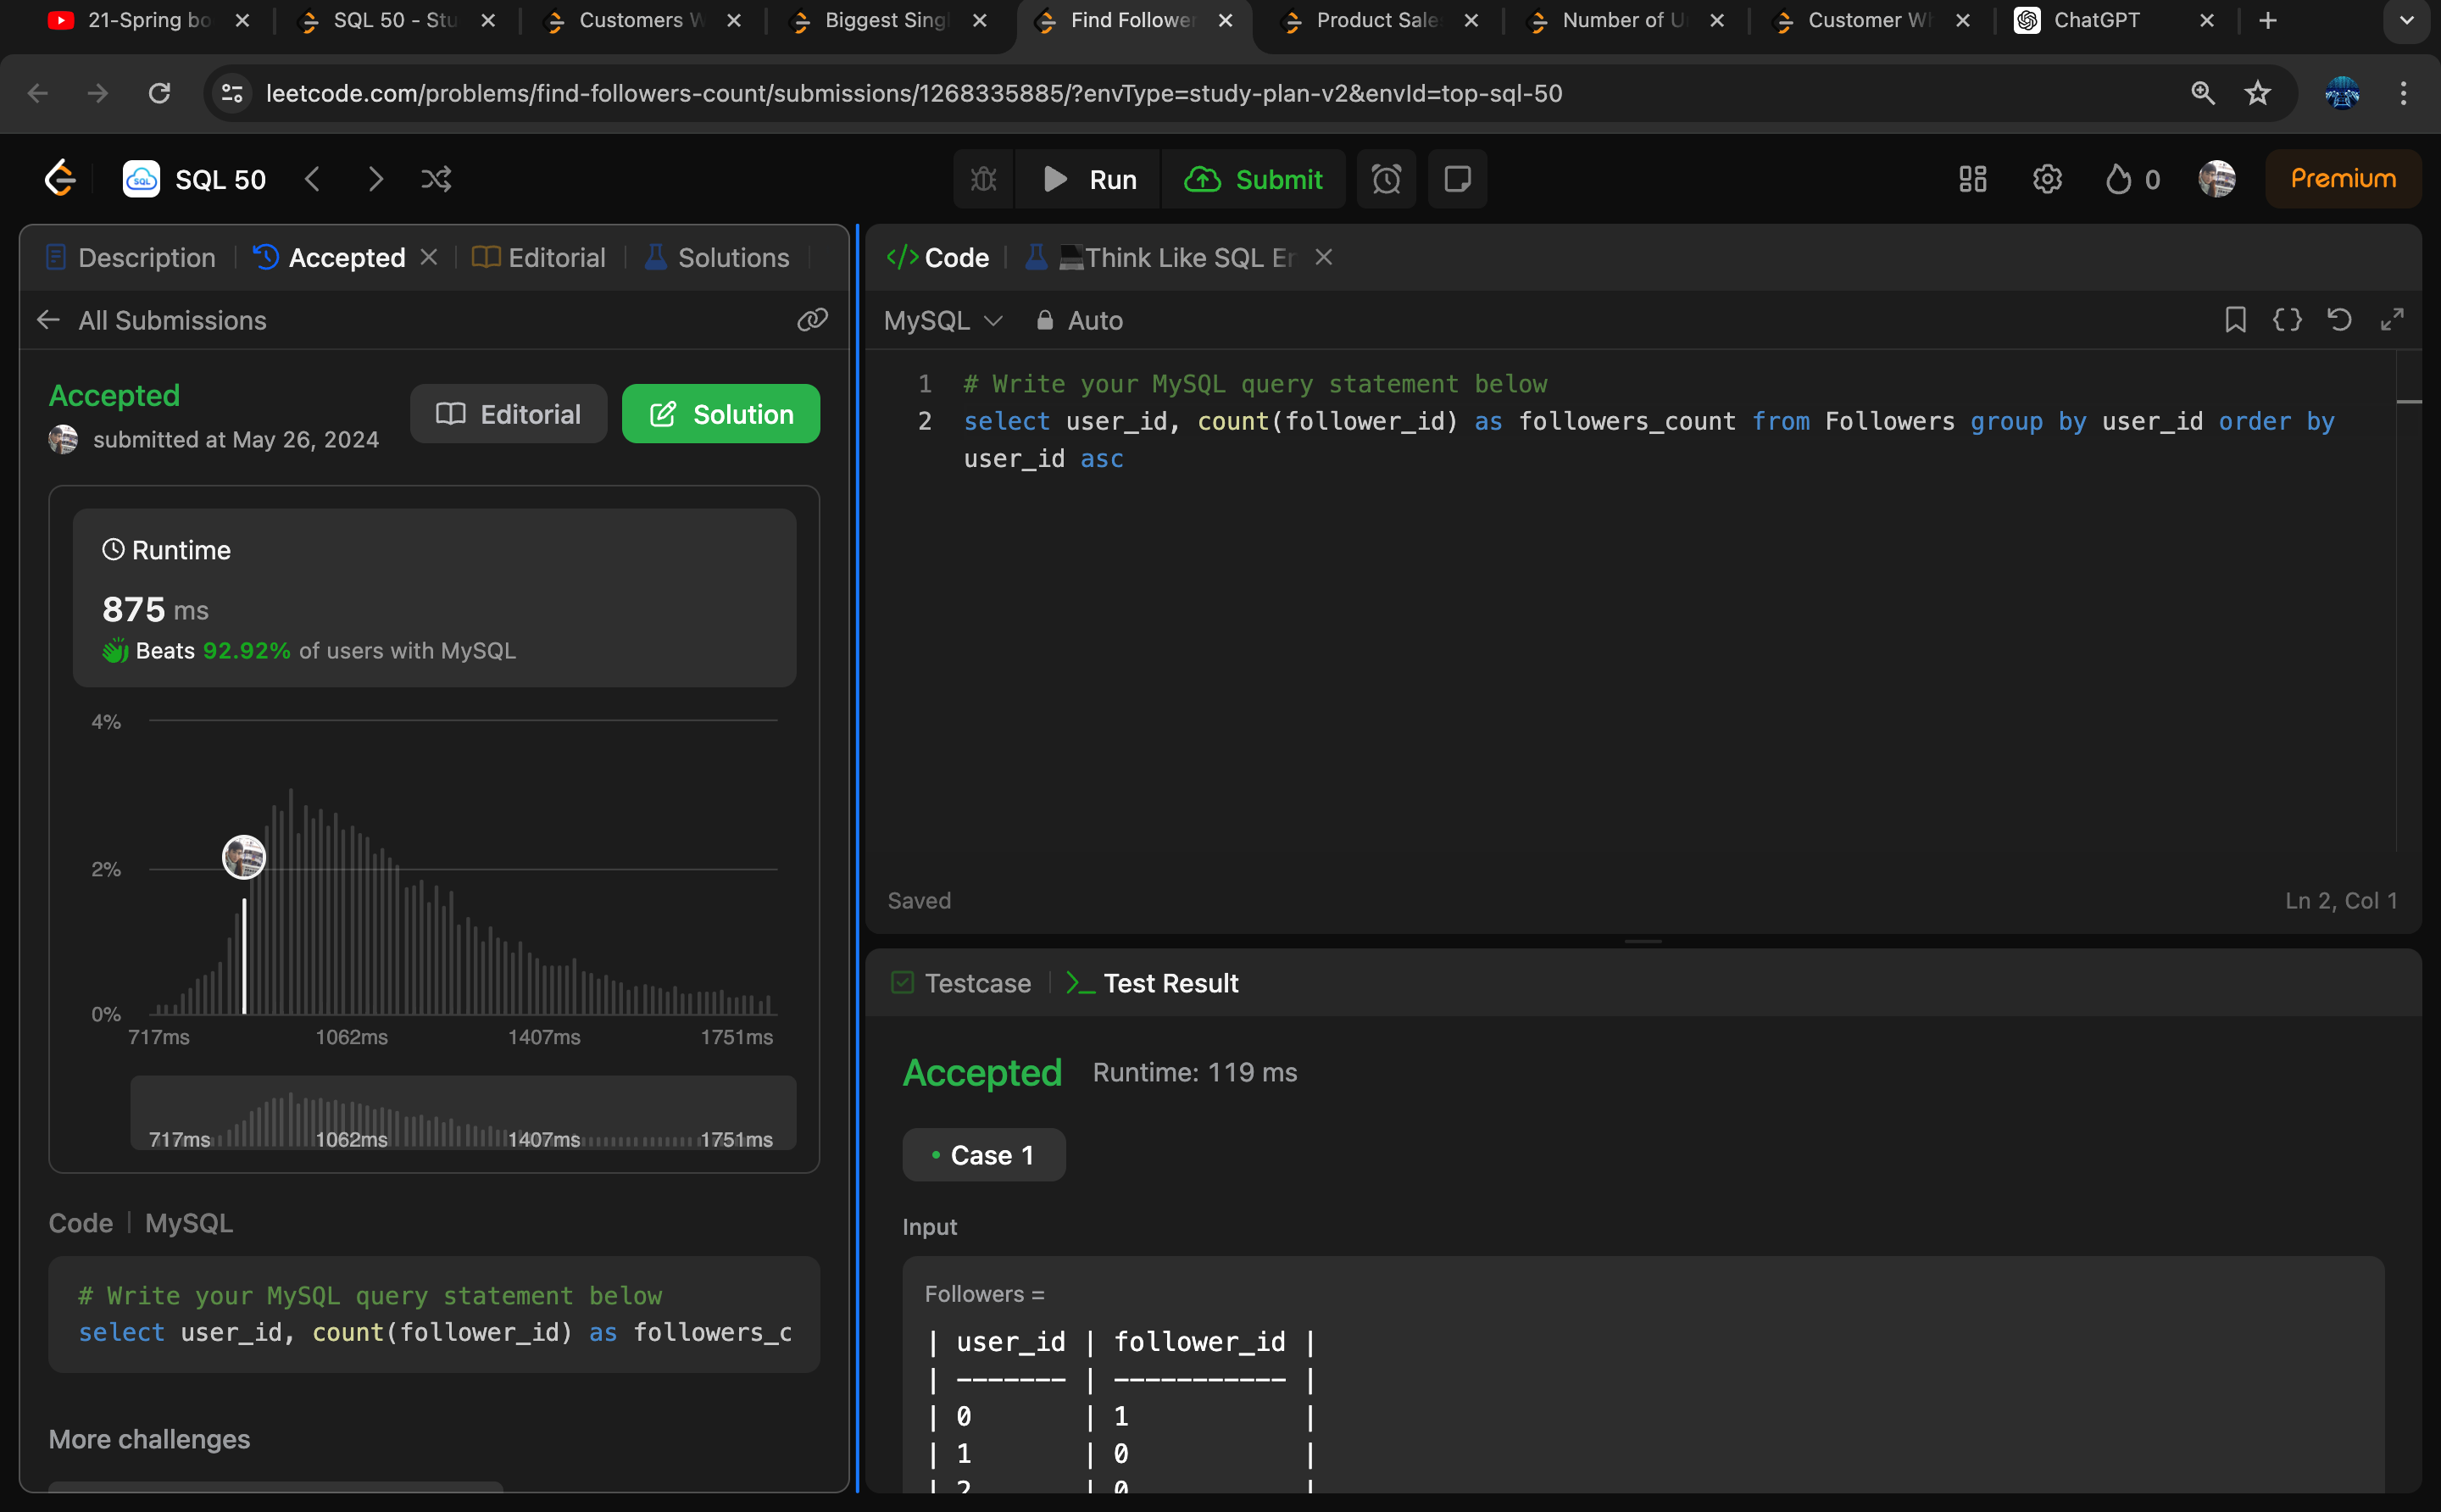 21-Spring bo
SQL 50 - Stu
Customers W
Biggest Singl
Find Follower
Product Sale
Number of U
Customer Wh
ChatGPT
leetcode.com/problems/find-followers-count/submissions/1268335885/?envType=study-plan-v2&envId=top-sql-50
SQL 50
Run
Submit
0
Premium
Description
Accepted
Editorial
Solutions
All Submissions
Accepted
submitted at May 26, 2024
Editorial
Solution
Runtime
875 ms
Beats 92.92% of users with MySQL
4%
2%
0%
717ms 1062ms 1407ms 1751ms
717ms 1062ms 1407ms 1751ms
Code | MySQL
# Write your MySQL query statement below
select user_id, count(follower_id) as followers_c
More challenges
Code
Think Like SQL En
MySQL
Auto
1 # Write your MySQL query statement below
2 select user_id, count(follower_id) as followers_count from Followers group by user_id order by
user_id asc
Saved
Ln 2, Col 1
Testcase
Test Result
Accepted Runtime: 119 ms
Case 1
Input
Followers =
| user_id | follower_id |
| ------- | ----------- |
| 0 | 1 |
| 1 | 0 |
| 2 | 0 |